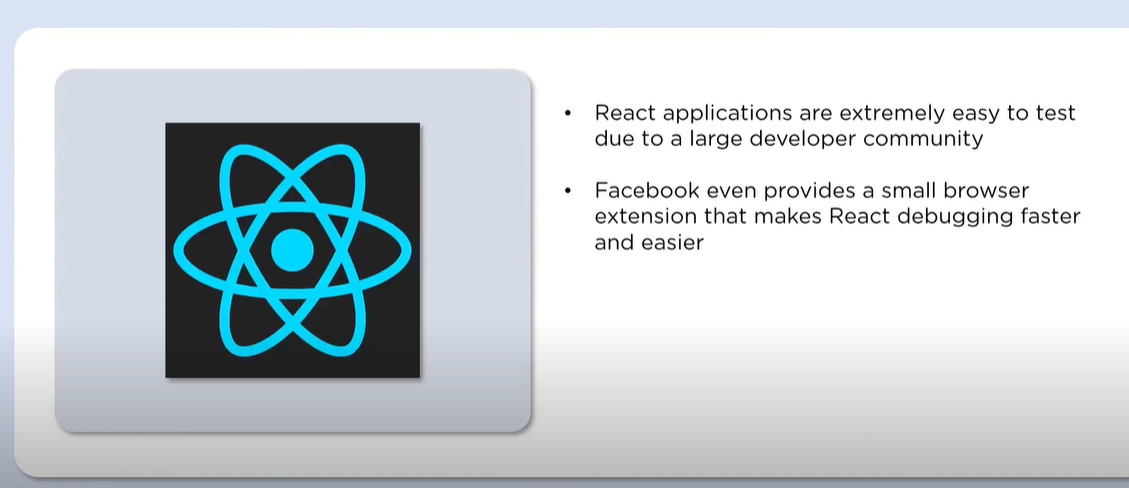 • React applications are extremely easy to test
due to a large developer community
• Facebook even provides a small browser
extension that makes React debugging faster
and easier